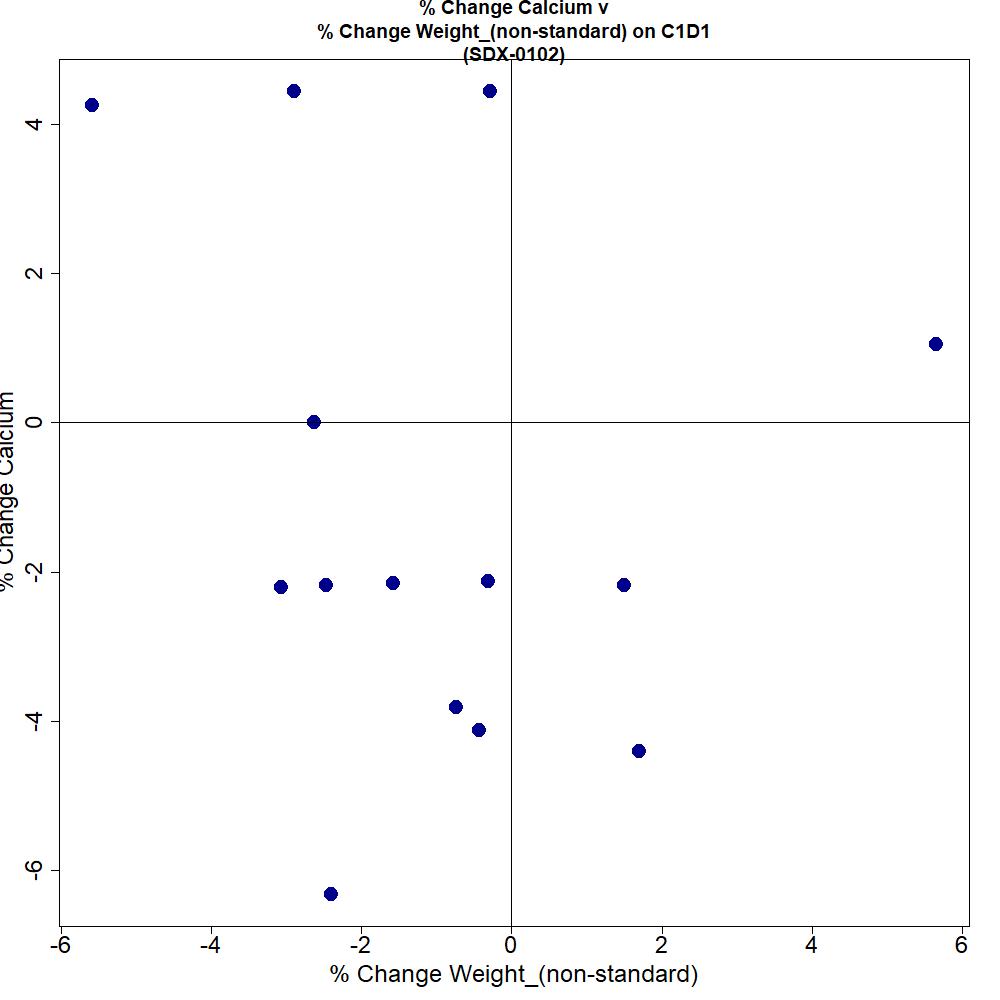 % Change Calcium v
% Change Weight_(non-standard) on C1D1
(SDX-0102)
% Change Calcium
4
2
0
-2
-4
-6
-6
-4
-2
0
2
4
6
% Change Weight_(non-standard)